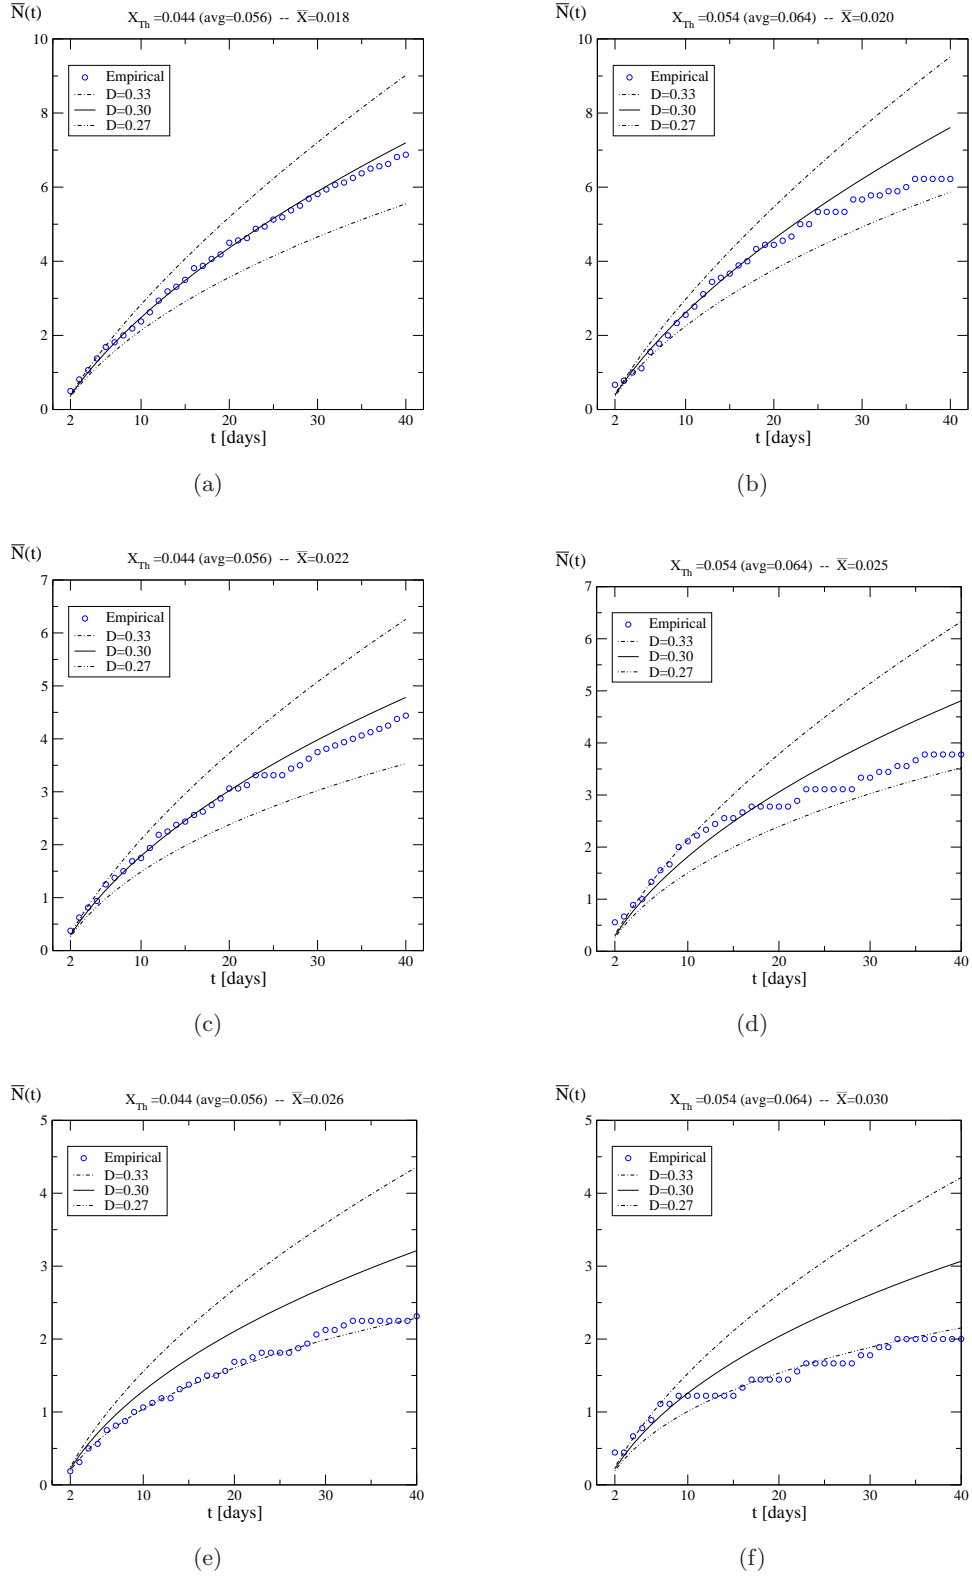 N̅(t)
X_Th =0.044 (avg=0.056) -- X̅=0.018
10
8
6
4
2
0
Empirical
D=0.33
D=0.30
D=0.27
2 10 20 30 40
t [days]
(a)
N̅(t)
X_Th =0.054 (avg=0.064) -- X̅=0.020
10
8
6
4
2
0
Empirical
D=0.33
D=0.30
D=0.27
2 10 20 30 40
t [days]
(b)
N̅(t)
X_Th =0.044 (avg=0.056) -- X̅=0.022
7
6
5
4
3
2
1
0
Empirical
D=0.33
D=0.30
D=0.27
2 10 20 30 40
t [days]
(c)
N̅(t)
X_Th =0.054 (avg=0.064) -- X̅=0.025
7
6
5
4
3
2
1
0
Empirical
D=0.33
D=0.30
D=0.27
2 10 20 30 40
t [days]
(d)
N̅(t)
X_Th =0.044 (avg=0.056) -- X̅=0.026
5
4
3
2
1
0
Empirical
D=0.33
D=0.30
D=0.27
2 10 20 30 40
t [days]
(e)
N̅(t)
X_Th =0.054 (avg=0.064) -- X̅=0.030
5
4
3
2
1
0
Empirical
D=0.33
D=0.30
D=0.27
2 10 20 30 40
t [days]
(f)